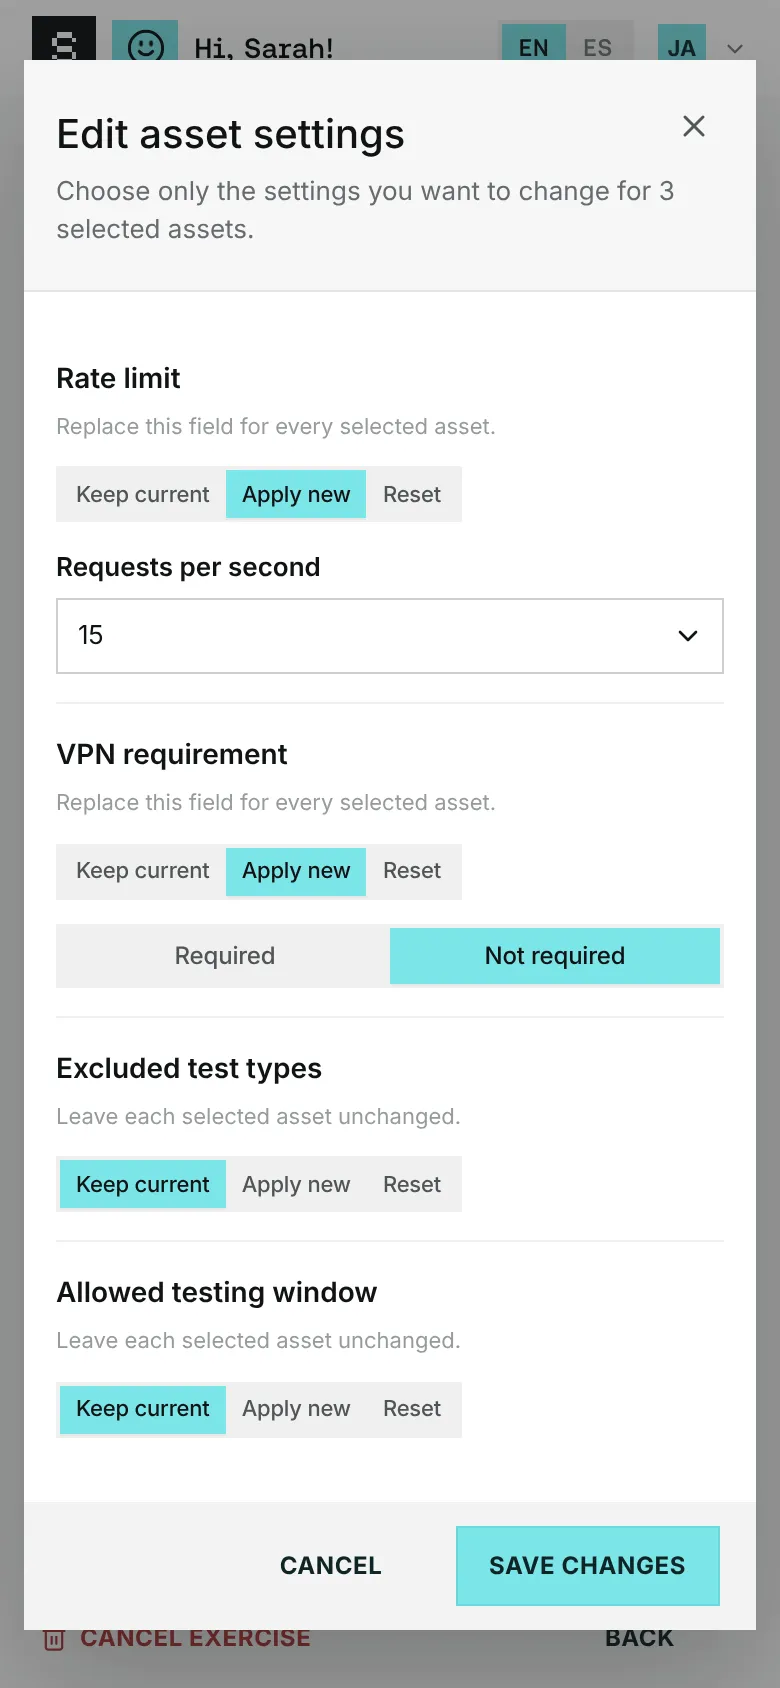 Hi, Sarah!
EN ES JA
Edit asset settings
Choose only the settings you want to change for 3
selected assets.
Rate limit
Replace this field for every selected asset.
Keep current Apply new Reset
Requests per second
15
VPN requirement
Replace this field for every selected asset.
Keep current Apply new Reset
Required Not required
Excluded test types
Leave each selected asset unchanged.
Keep current Apply new Reset
Allowed testing window
Leave each selected asset unchanged.
Keep current Apply new Reset
CANCEL SAVE CHANGES
CANCEL EXERCISE BACK